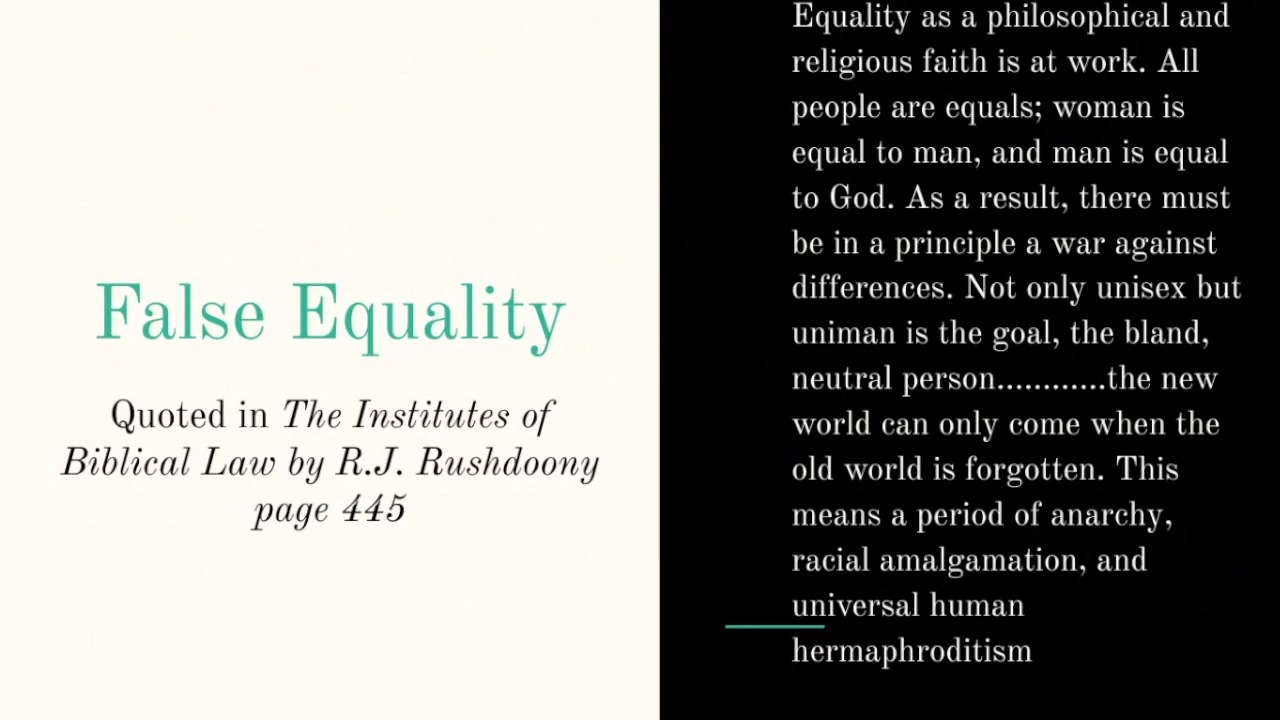 False Equality
Quoted in The Institutes of
Biblical Law by R.J. Rushdoony
page 445
Equality as a philosophical and
religious faith is at work. All
people are equals; woman is
equal to man, and man is equal
to God. As a result, there must
be in a principle a war against
differences. Not only unisex but
uniman is the goal, the bland,
neutral person............the new
world can only come when the
old world is forgotten. This
means a period of anarchy,
racial amalgamation, and
universal human
hermaphroditism